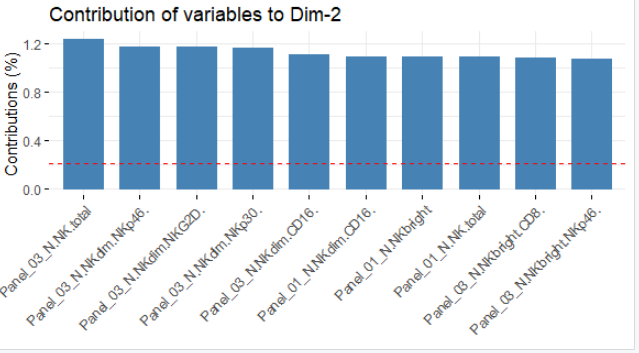 Contribution of variables to Dim-2
Contributions (%)
1.2
0.8
0.4
0.0
Panel_03_N.NK.total
Panel_03_N.NKdim.NKp46.
Panel_03_N.NKdim.NKG2D.
Panel_03_N.NKdim.NKp30.
Panel_03_N.NKdim.CD16.
Panel_01_N.NKdim.CD16.
Panel_01_N.NKbright
Panel_01_N.NK.total
Panel_03_N.NKbright.CD8.
Panel_03_N.NKbright.NKp46.